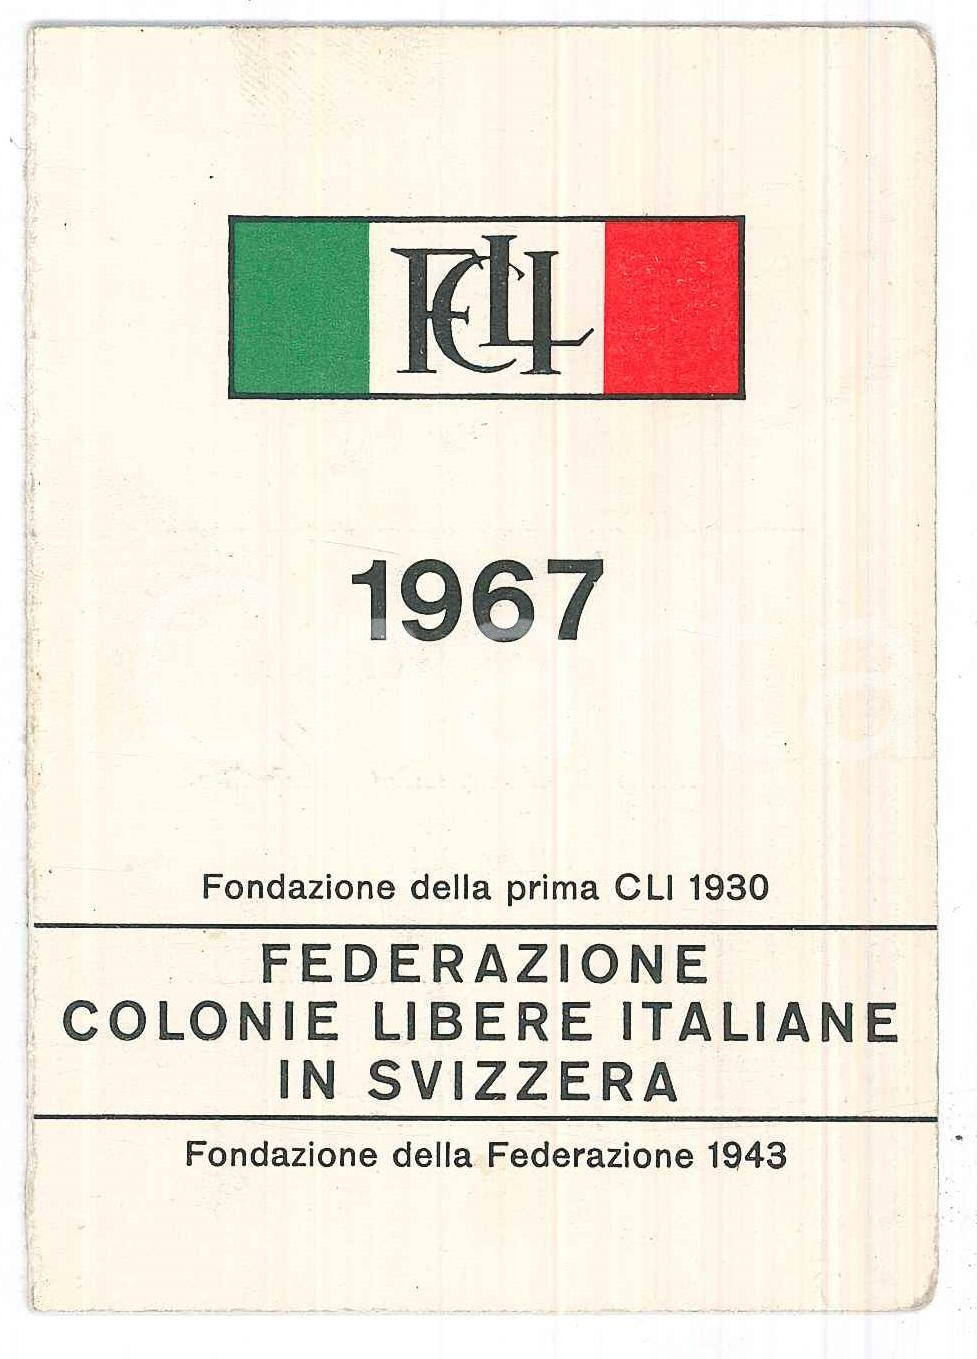 FCLI
1967
Fondazione della prima CLI 1930
FEDERAZIONE
COLONIE LIBERE ITALIANE
IN SVIZZERA
Fondazione della Federazione 1943